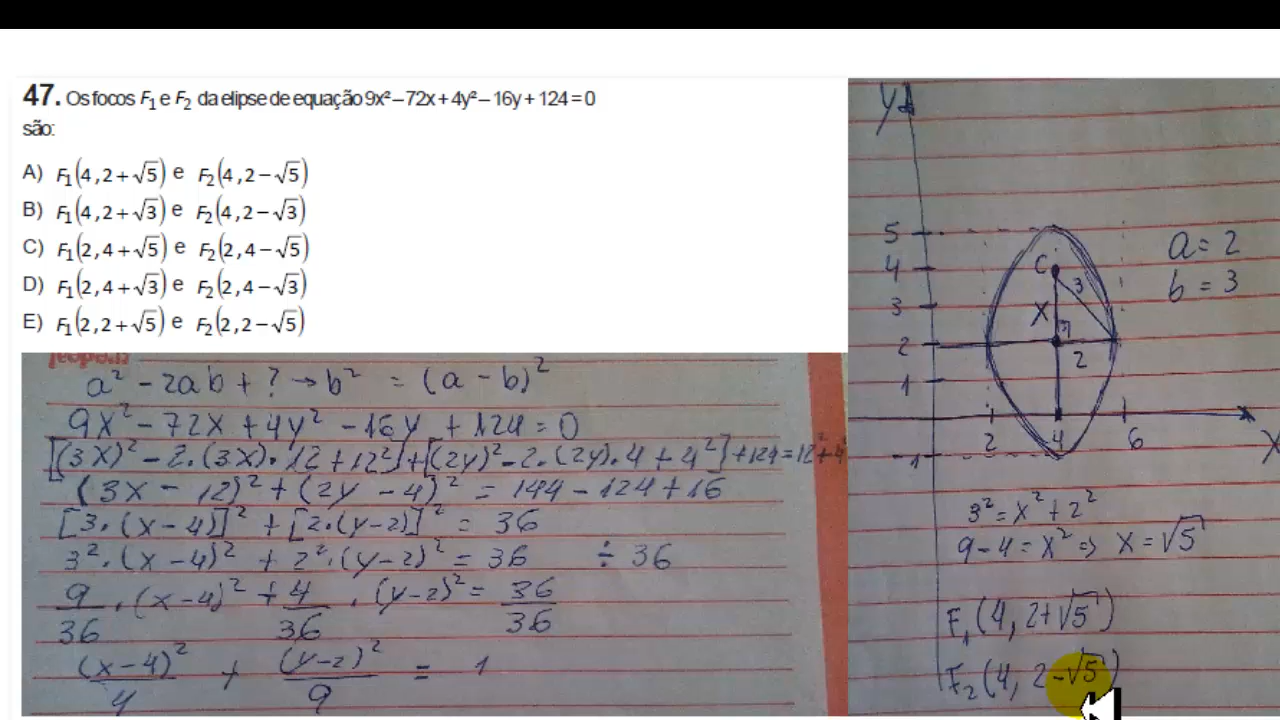 47. Os focos F₁ e F₂ da elipse de equação 9x² – 72x + 4y² – 16y + 124 = 0
são:
A) F₁(4, 2 + √5) e F₂(4, 2 – √5)
B) F₁(4, 2 + √3) e F₂(4, 2 – √3)
C) F₁(2, 4 + √5) e F₂(2, 4 – √5)
D) F₁(2, 4 + √3) e F₂(2, 4 – √3)
E) F₁(2, 2 + √5) e F₂(2, 2 – √5)
a² - 2ab + ? → b² = (a - b)²
9x² - 72x + 4y² - 16y + 124 = 0
[(3x)² - 2.(3x).12 + 12²] + [(2y)² - 2.(2y).4 + 4²] + 124 = 12² + 4²
(3x - 12)² + (2y - 4)² = 144 - 124 + 16
[3.(x-4)]² + [2.(y-2)]² = 36
3².(x-4)² + 2².(y-2)² = 36 ÷ 36
9/36 .(x-4)² + 4/36 .(y-2)² = 36/36
(x-4)²/4 + (y-2)²/9 = 1
y
5
4
3
2
1
-1
C
3
x
2
2 4 6
X
a = 2
b = 3
3² = x² + 2²
9 - 4 = x² => x = √5
F₁(4, 2+√5)
F₂(4, 2-√5)